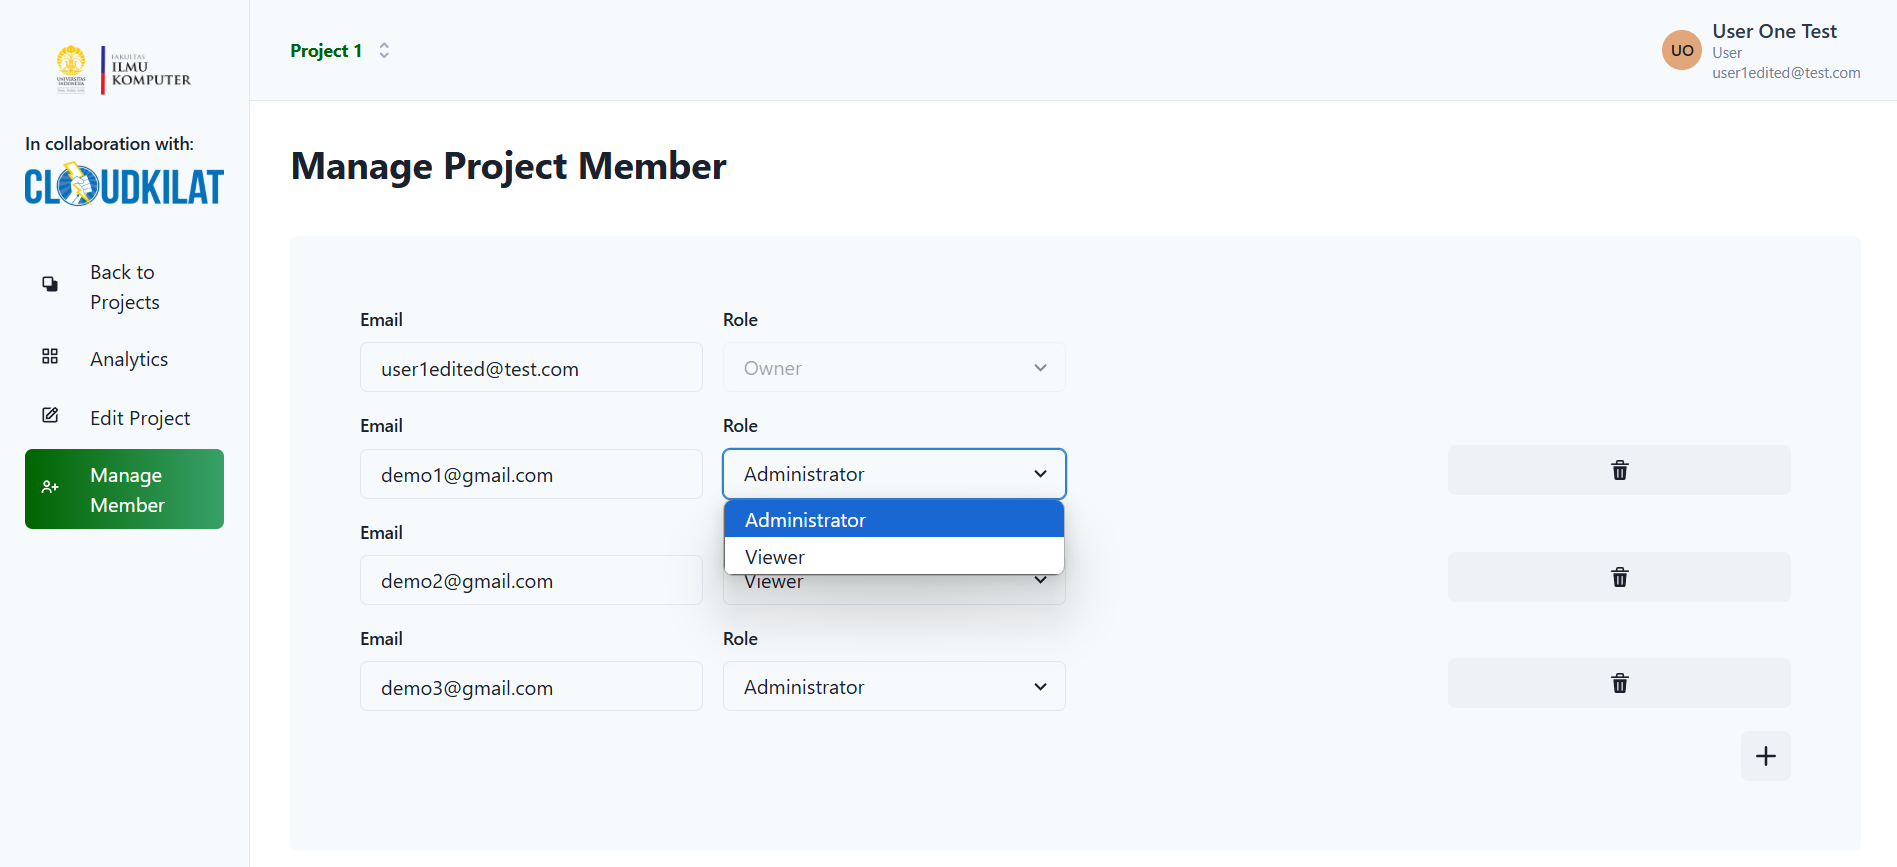 UNIVERSITAS
INDONESIA
FAKULTAS
ILMU
KOMPUTER
In collaboration with:
CLOUDKILAT
Back to
Projects
Analytics
Edit Project
Manage
Member
Project 1
UO
User One Test
User
user1edited@test.com
Manage Project Member
Email
Role
user1edited@test.com
Owner
Email
Role
demo1@gmail.com
Administrator
Administrator
Viewer
Email
demo2@gmail.com
Viewer
Email
Role
demo3@gmail.com
Administrator